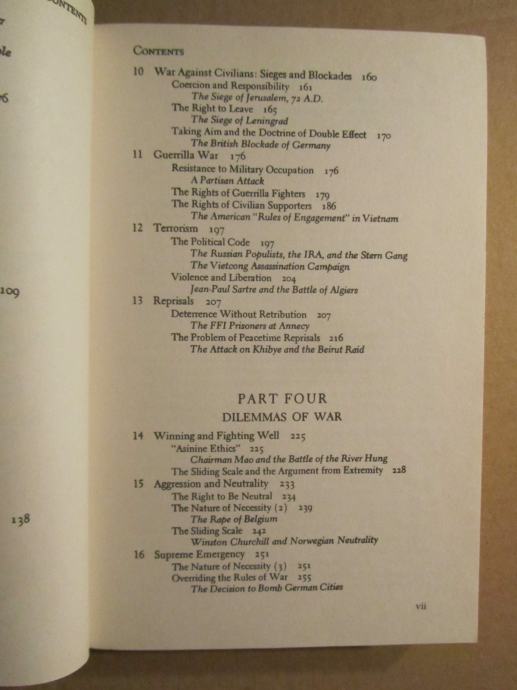 CONTENTS
109
138
CONTENTS
10 War Against Civilians: Sieges and Blockades 160
Coercion and Responsibility 161
The Siege of Jerusalem, 72 A.D.
The Right to Leave 165
The Siege of Leningrad
Taking Aim and the Doctrine of Double Effect 170
The British Blockade of Germany
11 Guerrilla War 176
Resistance to Military Occupation 176
A Partisan Attack
The Rights of Guerrilla Fighters 179
The Rights of Civilian Supporters 186
The American "Rules of Engagement" in Vietnam
12 Terrorism 197
The Political Code 197
The Russian Populists, the IRA, and the Stern Gang
The Vietcong Assassination Campaign
Violence and Liberation 204
Jean-Paul Sartre and the Battle of Algiers
13 Reprisals 207
Deterrence Without Retribution 207
The FFI Prisoners at Annecy
The Problem of Peacetime Reprisals 216
The Attack on Khibye and the Beirut Raid
PART FOUR
DILEMMAS OF WAR
14 Winning and Fighting Well 225
"Asinine Ethics" 225
Chairman Mao and the Battle of the River Hung
The Sliding Scale and the Argument from Extremity 228
15 Aggression and Neutrality 233
The Right to Be Neutral 234
The Nature of Necessity (2) 239
The Rape of Belgium
The Sliding Scale 242
Winston Churchill and Norwegian Neutrality
16 Supreme Emergency 251
The Nature of Necessity (3) 251
Overriding the Rules of War 255
The Decision to Bomb German Cities
vii